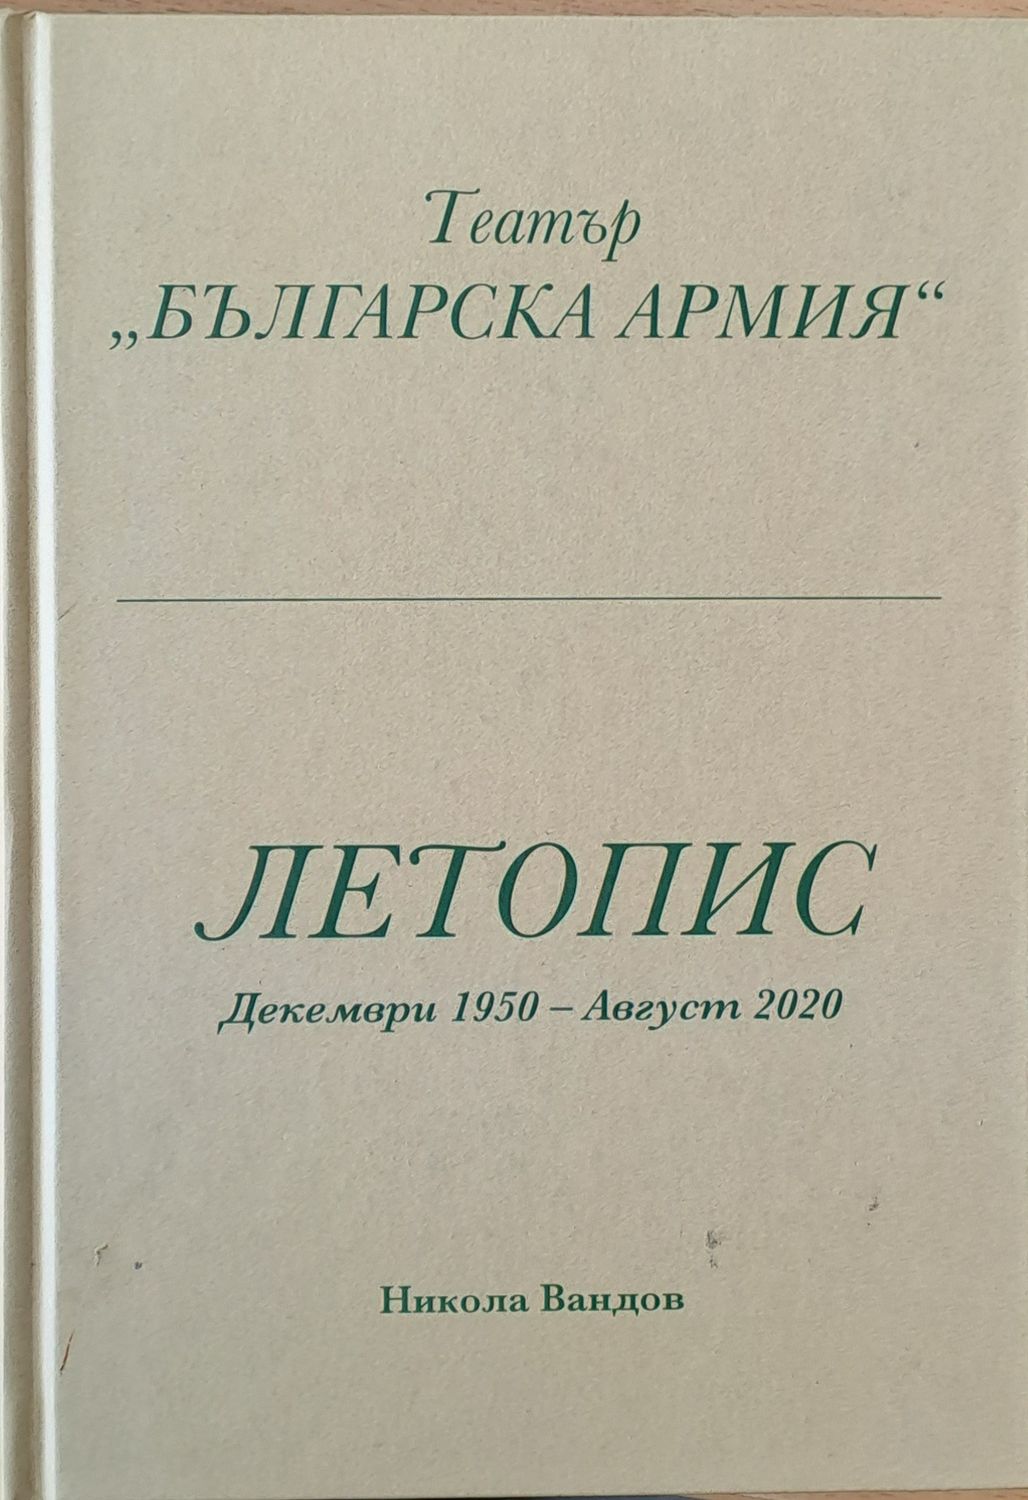 Театър
„БЪЛГАРСКА АРМИЯ“
ЛЕТОПИС
Декември 1950 – Август 2020
Никола Вандов